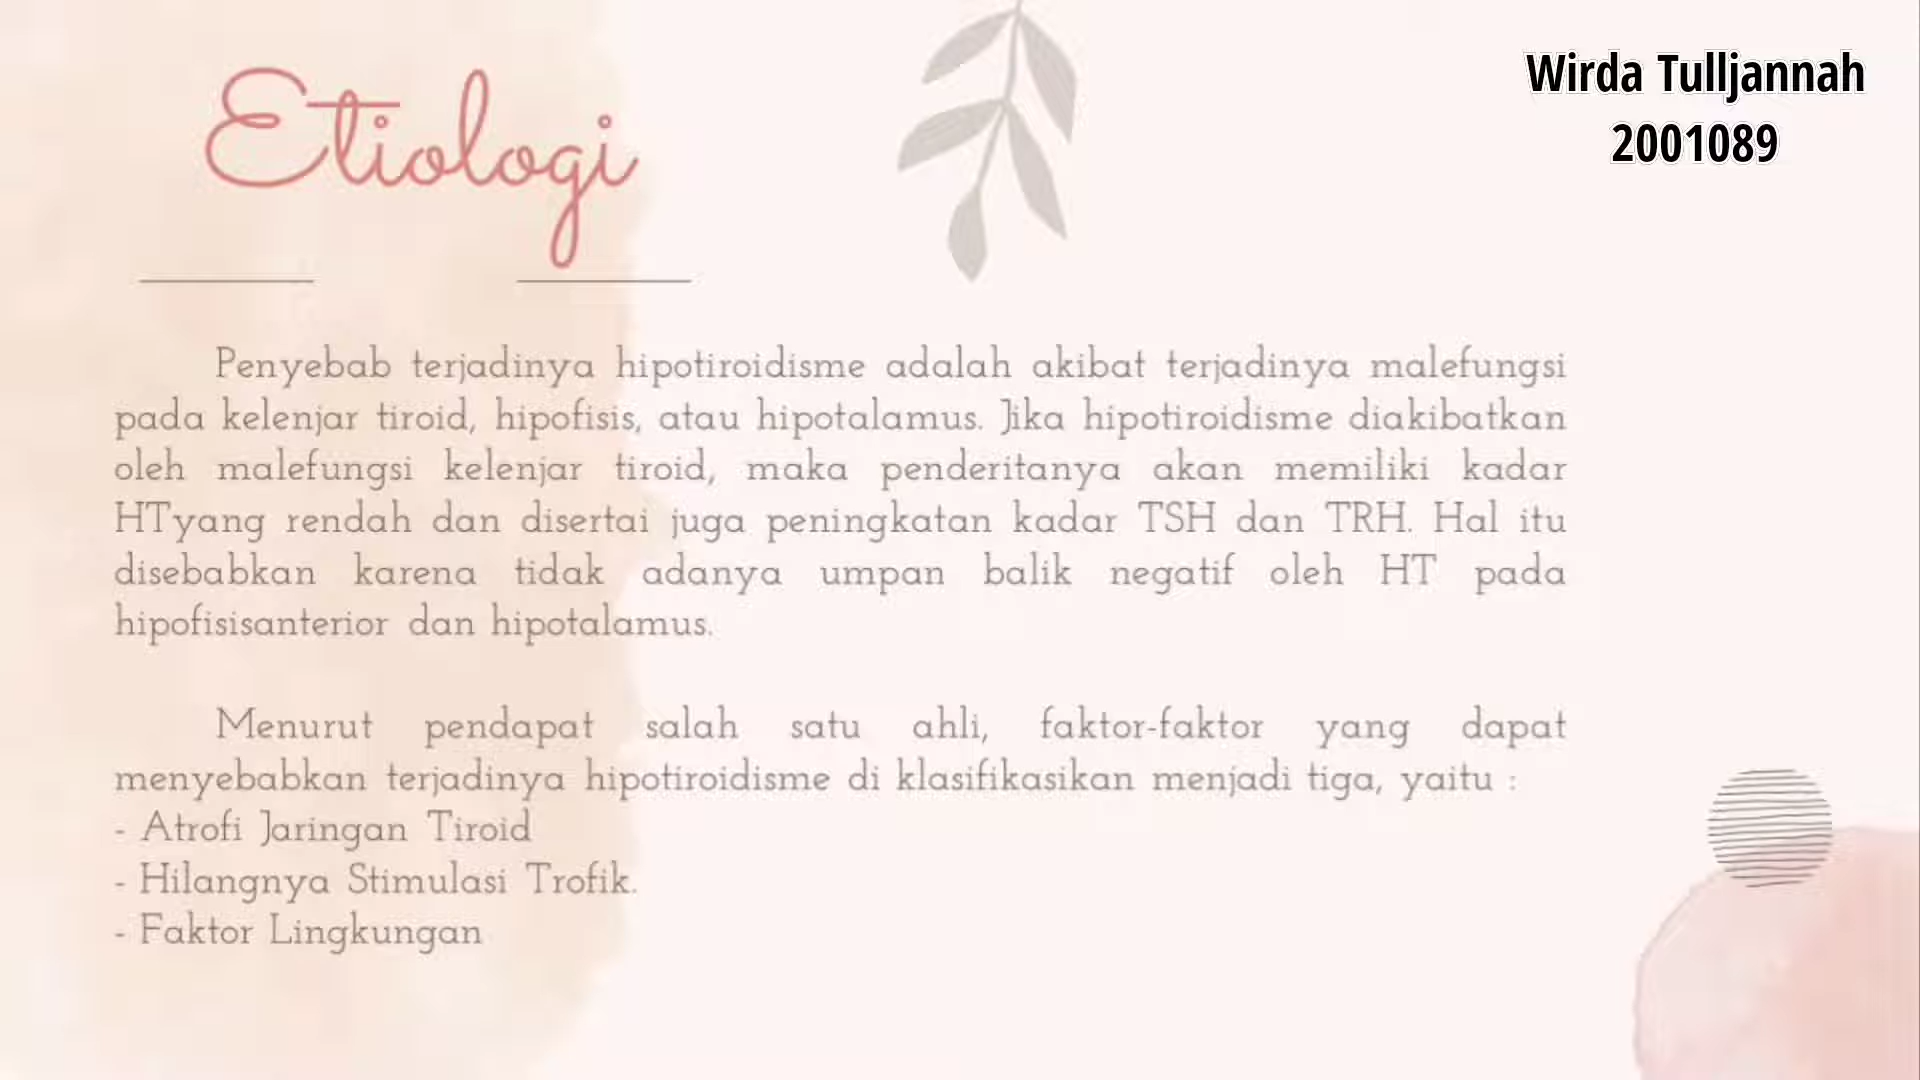 Etiologi
Wirda Tulljannah
2001089
Penyebab terjadinya hipotiroidisme adalah akibat terjadinya malefungsi
pada kelenjar tiroid, hipofisis, atau hipotalamus. Jika hipotiroidisme diakibatkan
oleh malefungsi kelenjar tiroid, maka penderitanya akan memiliki kadar
HTyang rendah dan disertai juga peningkatan kadar TSH dan TRH. Hal itu
disebabkan karena tidak adanya umpan balik negatif oleh HT pada
hipofisisanterior dan hipotalamus.
Menurut pendapat salah satu ahli, faktor-faktor yang dapat
menyebabkan terjadinya hipotiroidisme di klasifikasikan menjadi tiga, yaitu :
- Atrofi Jaringan Tiroid
- Hilangnya Stimulasi Trofik.
- Faktor Lingkungan